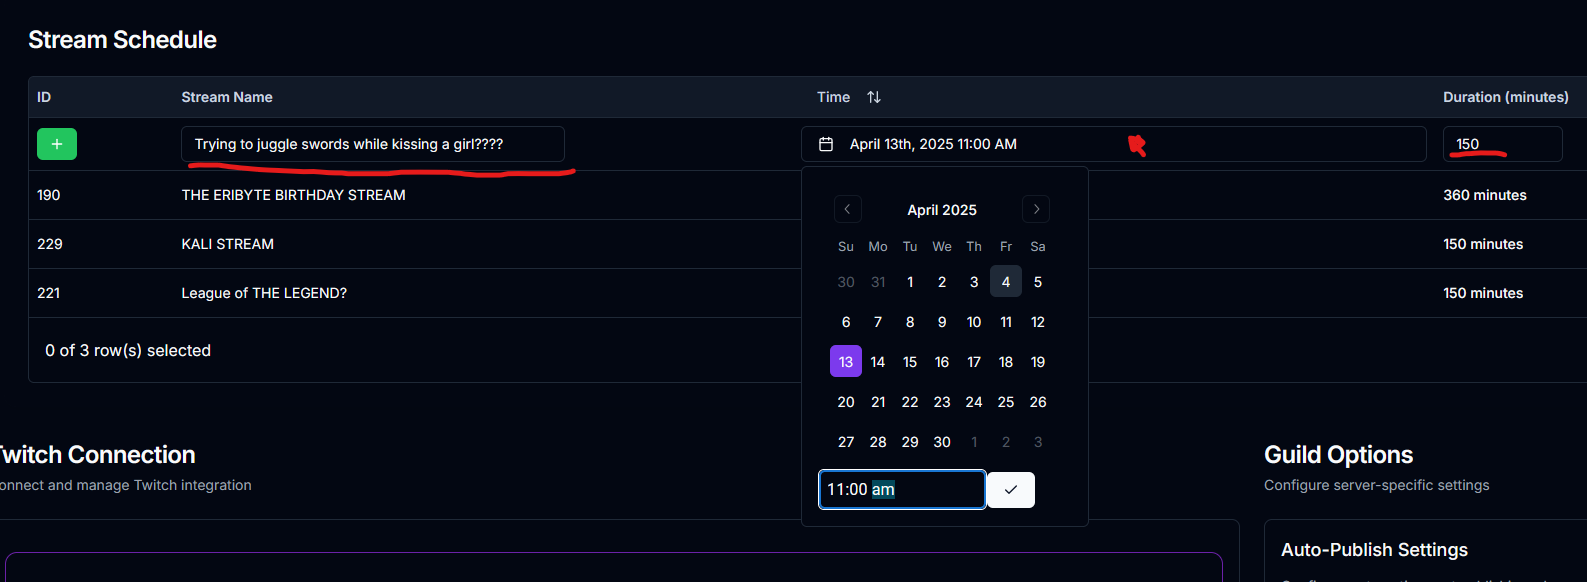 Stream Schedule
ID Stream Name Time Duration (minutes)
+ Trying to juggle swords while kissing a girl???? April 13th, 2025 11:00 AM 150
190 THE ERIBYTE BIRTHDAY STREAM 360 minutes
229 KALI STREAM 150 minutes
221 League of THE LEGEND? 150 minutes
0 of 3 row(s) selected
April 2025
Su Mo Tu We Th Fr Sa
30 31 1 2 3 4 5
6 7 8 9 10 11 12
13 14 15 16 17 18 19
20 21 22 23 24 25 26
27 28 29 30 1 2 3
11:00 am
Twitch Connection
onnect and manage Twitch integration
Guild Options
Configure server-specific settings
Auto-Publish Settings